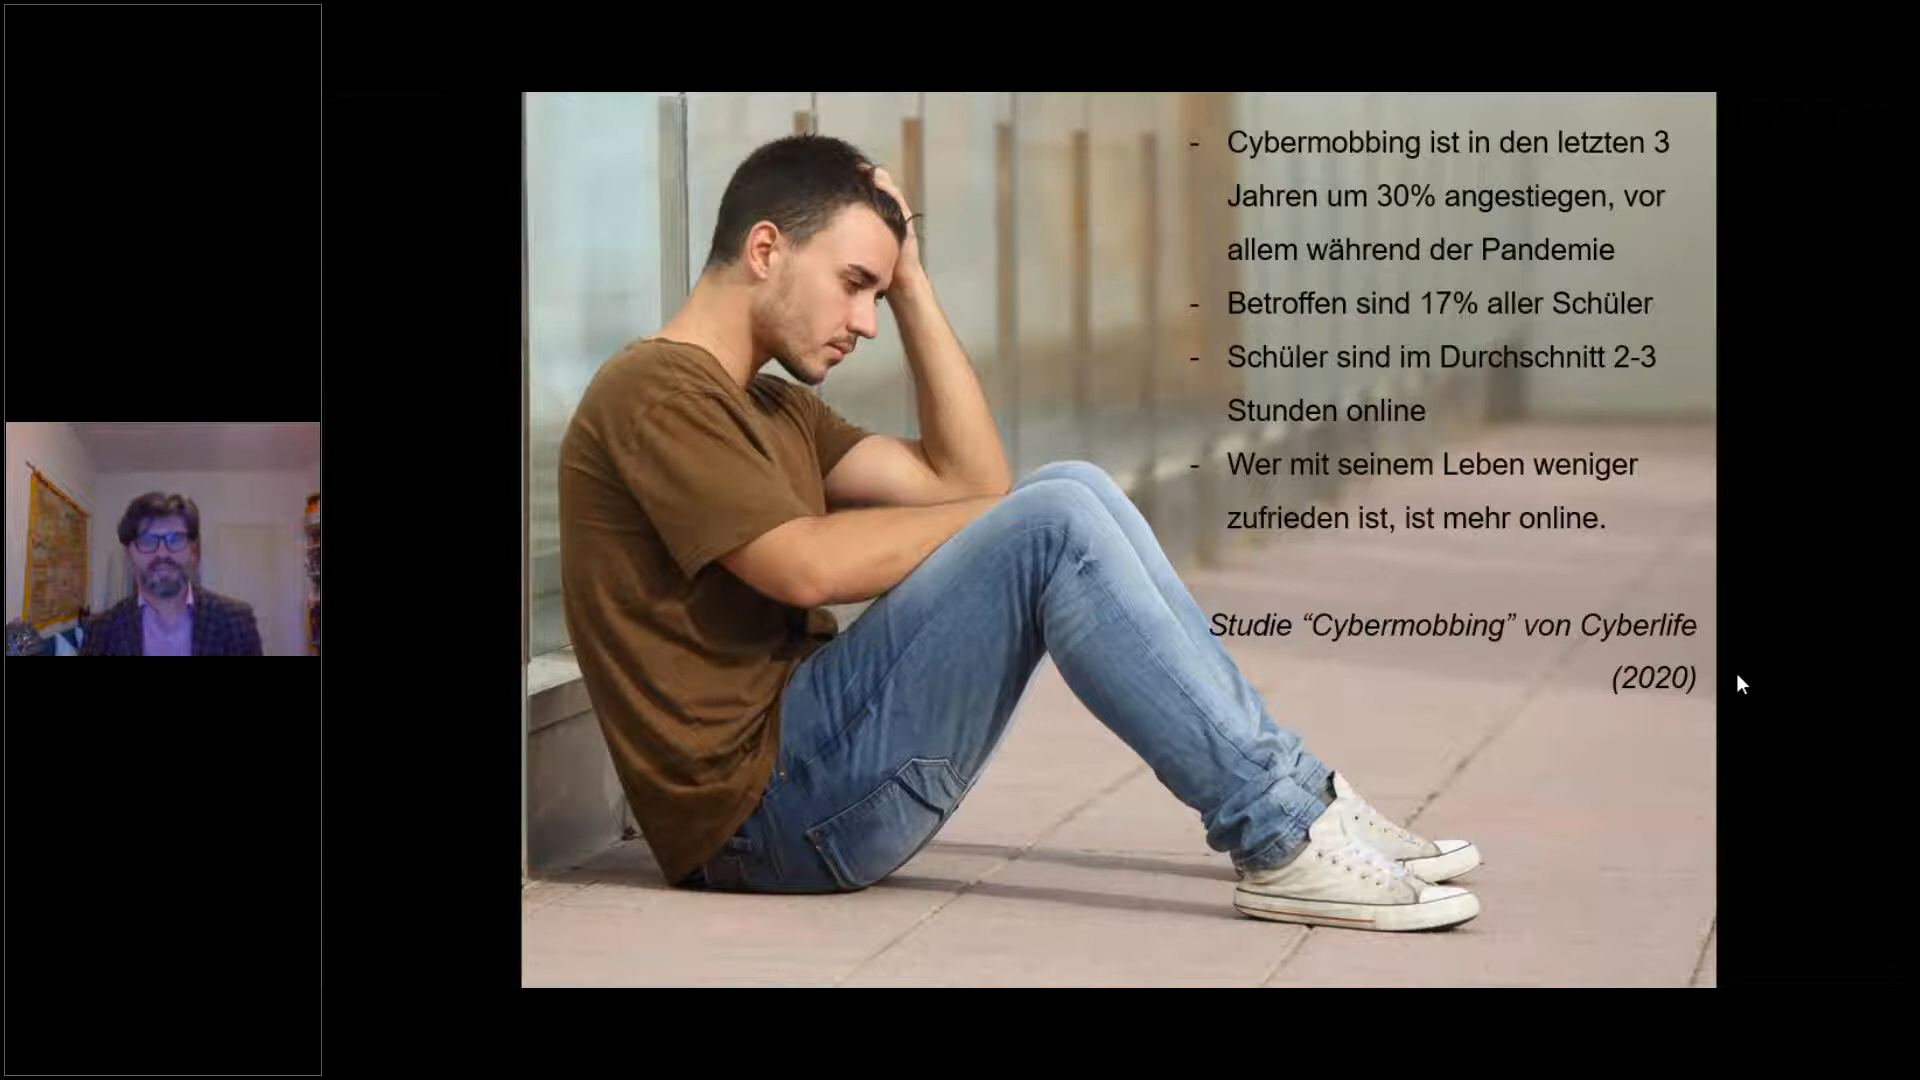 - Cybermobbing ist in den letzten 3
Jahren um 30% angestiegen, vor
allem während der Pandemie
- Betroffen sind 17% aller Schüler
- Schüler sind im Durchschnitt 2-3
Stunden online
- Wer mit seinem Leben weniger
zufrieden ist, ist mehr online.
Studie “Cybermobbing” von Cyberlife
(2020)